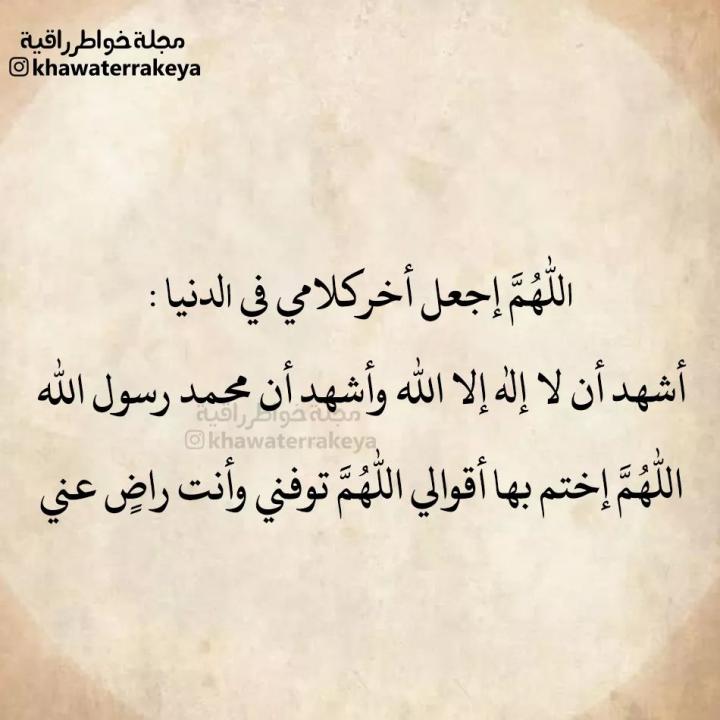 مجلة خواطر راقية
khawaterrakeya
اللّٰهُمَّ إجعل أخر كلامي في الدنيا :
أشهد أن لا إلٰه إلا الله وأشهد أن محمد رسول الله
مجلة خواطر راقية
khawaterrakeya
اللّٰهُمَّ إختم بها أقوالي اللّٰهُمَّ توفني وأنت راضٍ عني